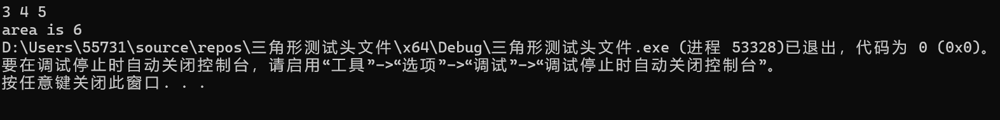 3 4 5
area is 6
D:\Users\55731\source\repos\三角形测试头文件\x64\Debug\三角形测试头文件.exe (进程 53328)已退出，代码为 0 (0x0)。
要在调试停止时自动关闭控制台，请启用“工具”->“选项”->“调试”->“调试停止时自动关闭控制台”。
按任意键关闭此窗口. . .